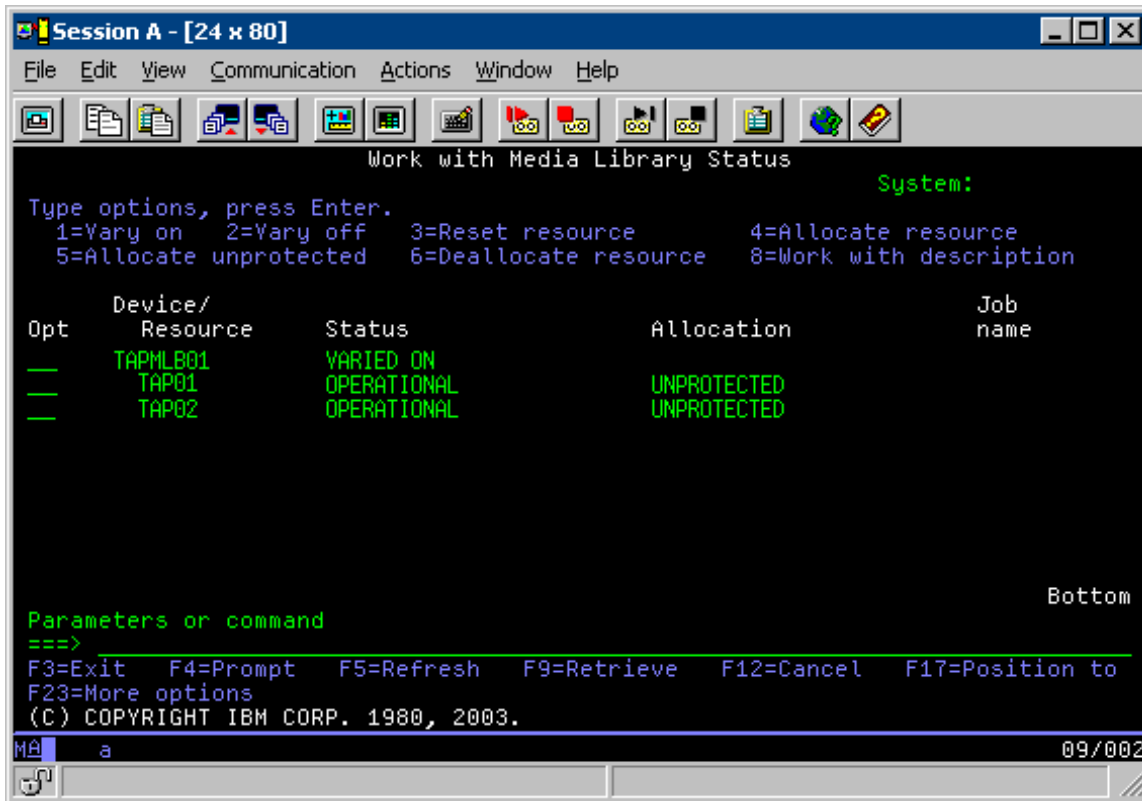 Session A - [24 x 80]
File Edit View Communication Actions Window Help
Work with Media Library Status
System:
Type options, press Enter.
1=Vary on 2=Vary off 3=Reset resource 4=Allocate resource
5=Allocate unprotected 6=Deallocate resource 8=Work with description
Device/ Job
Opt Resource Status Allocation name
TAPMLB01 VARIED ON
TAP01 OPERATIONAL UNPROTECTED
TAP02 OPERATIONAL UNPROTECTED
Bottom
Parameters or command
===>
F3=Exit F4=Prompt F5=Refresh F9=Retrieve F12=Cancel F17=Position to
F23=More options
(C) COPYRIGHT IBM CORP. 1980, 2003.
MA a 09/002